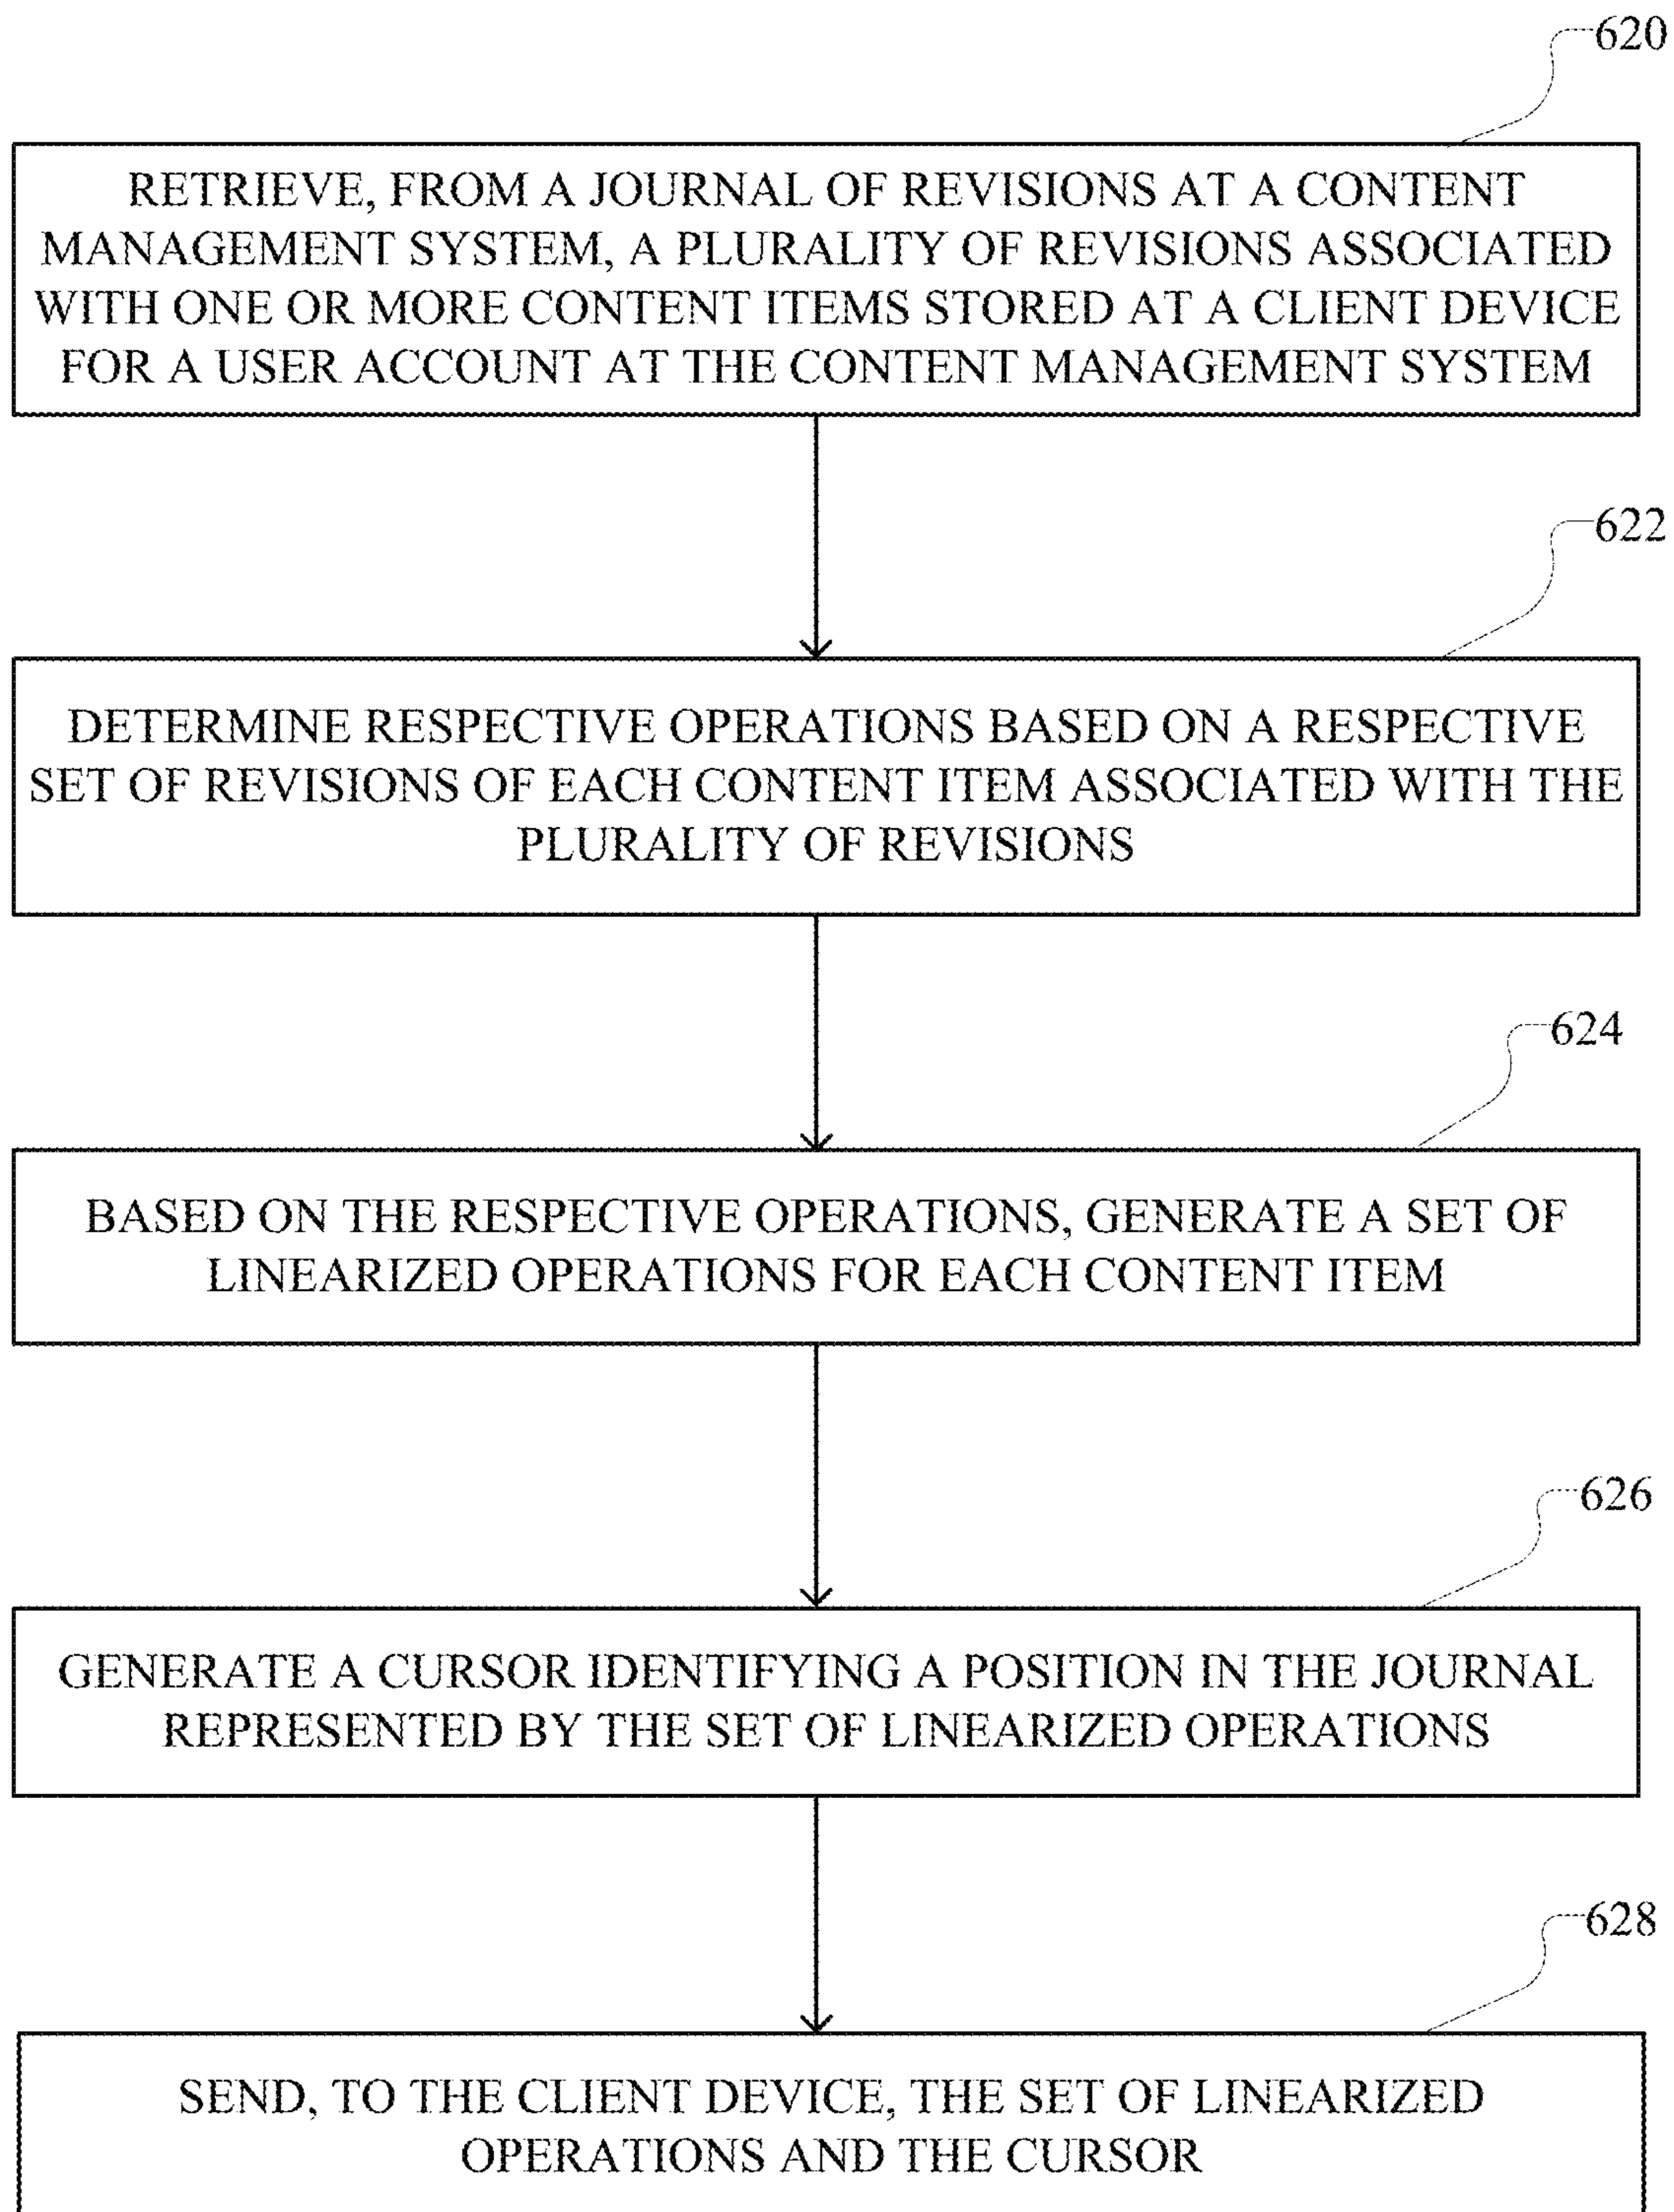 620
RETRIEVE, FROM A JOURNAL OF REVISIONS AT A CONTENT
MANAGEMENT SYSTEM, A PLURALITY OF REVISIONS ASSOCIATED
WITH ONE OR MORE CONTENT ITEMS STORED AT A CLIENT DEVICE
FOR A USER ACCOUNT AT THE CONTENT MANAGEMENT SYSTEM
622
DETERMINE RESPECTIVE OPERATIONS BASED ON A RESPECTIVE
SET OF REVISIONS OF EACH CONTENT ITEM ASSOCIATED WITH THE
PLURALITY OF REVISIONS
624
BASED ON THE RESPECTIVE OPERATIONS, GENERATE A SET OF
LINEARIZED OPERATIONS FOR EACH CONTENT ITEM
626
GENERATE A CURSOR IDENTIFYING A POSITION IN THE JOURNAL
REPRESENTED BY THE SET OF LINEARIZED OPERATIONS
628
SEND, TO THE CLIENT DEVICE, THE SET OF LINEARIZED
OPERATIONS AND THE CURSOR